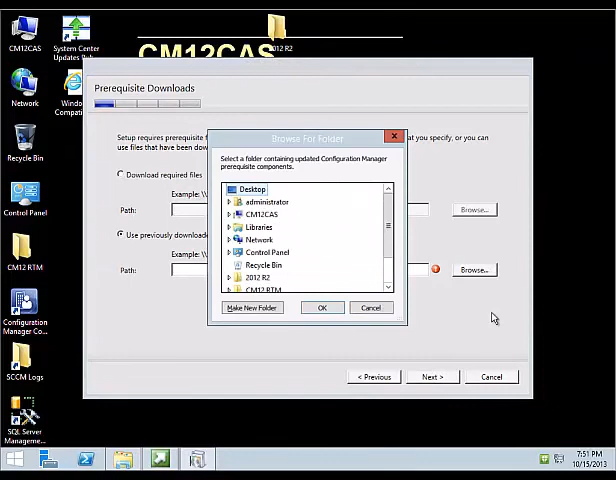 CM12CAS
System Center
Updates Pub
CM12CAS
2012 R2
Network
Windo
Compati
Recycle Bin
Control Panel
CM12 RTM
Configuration
Manager Co...
SCCM Logs
SQL Server
Manageme...
Prerequisite Downloads
Setup requires prerequisite f
at you specify, or you can
use files that have been dow
Download required files
Example: \\
Path:
Browse...
Use previously downloade
Example: \\
Path:
Browse...
Browse For Folder
x
Select a folder containing updated Configuration Manager
prerequisite components.
Desktop
administrator
CM12CAS
Libraries
Network
Control Panel
Recycle Bin
2012 R2
CM12 RTM
Make New Folder
OK
Cancel
< Previous
Next >
Cancel
7:51 PM
10/15/2013